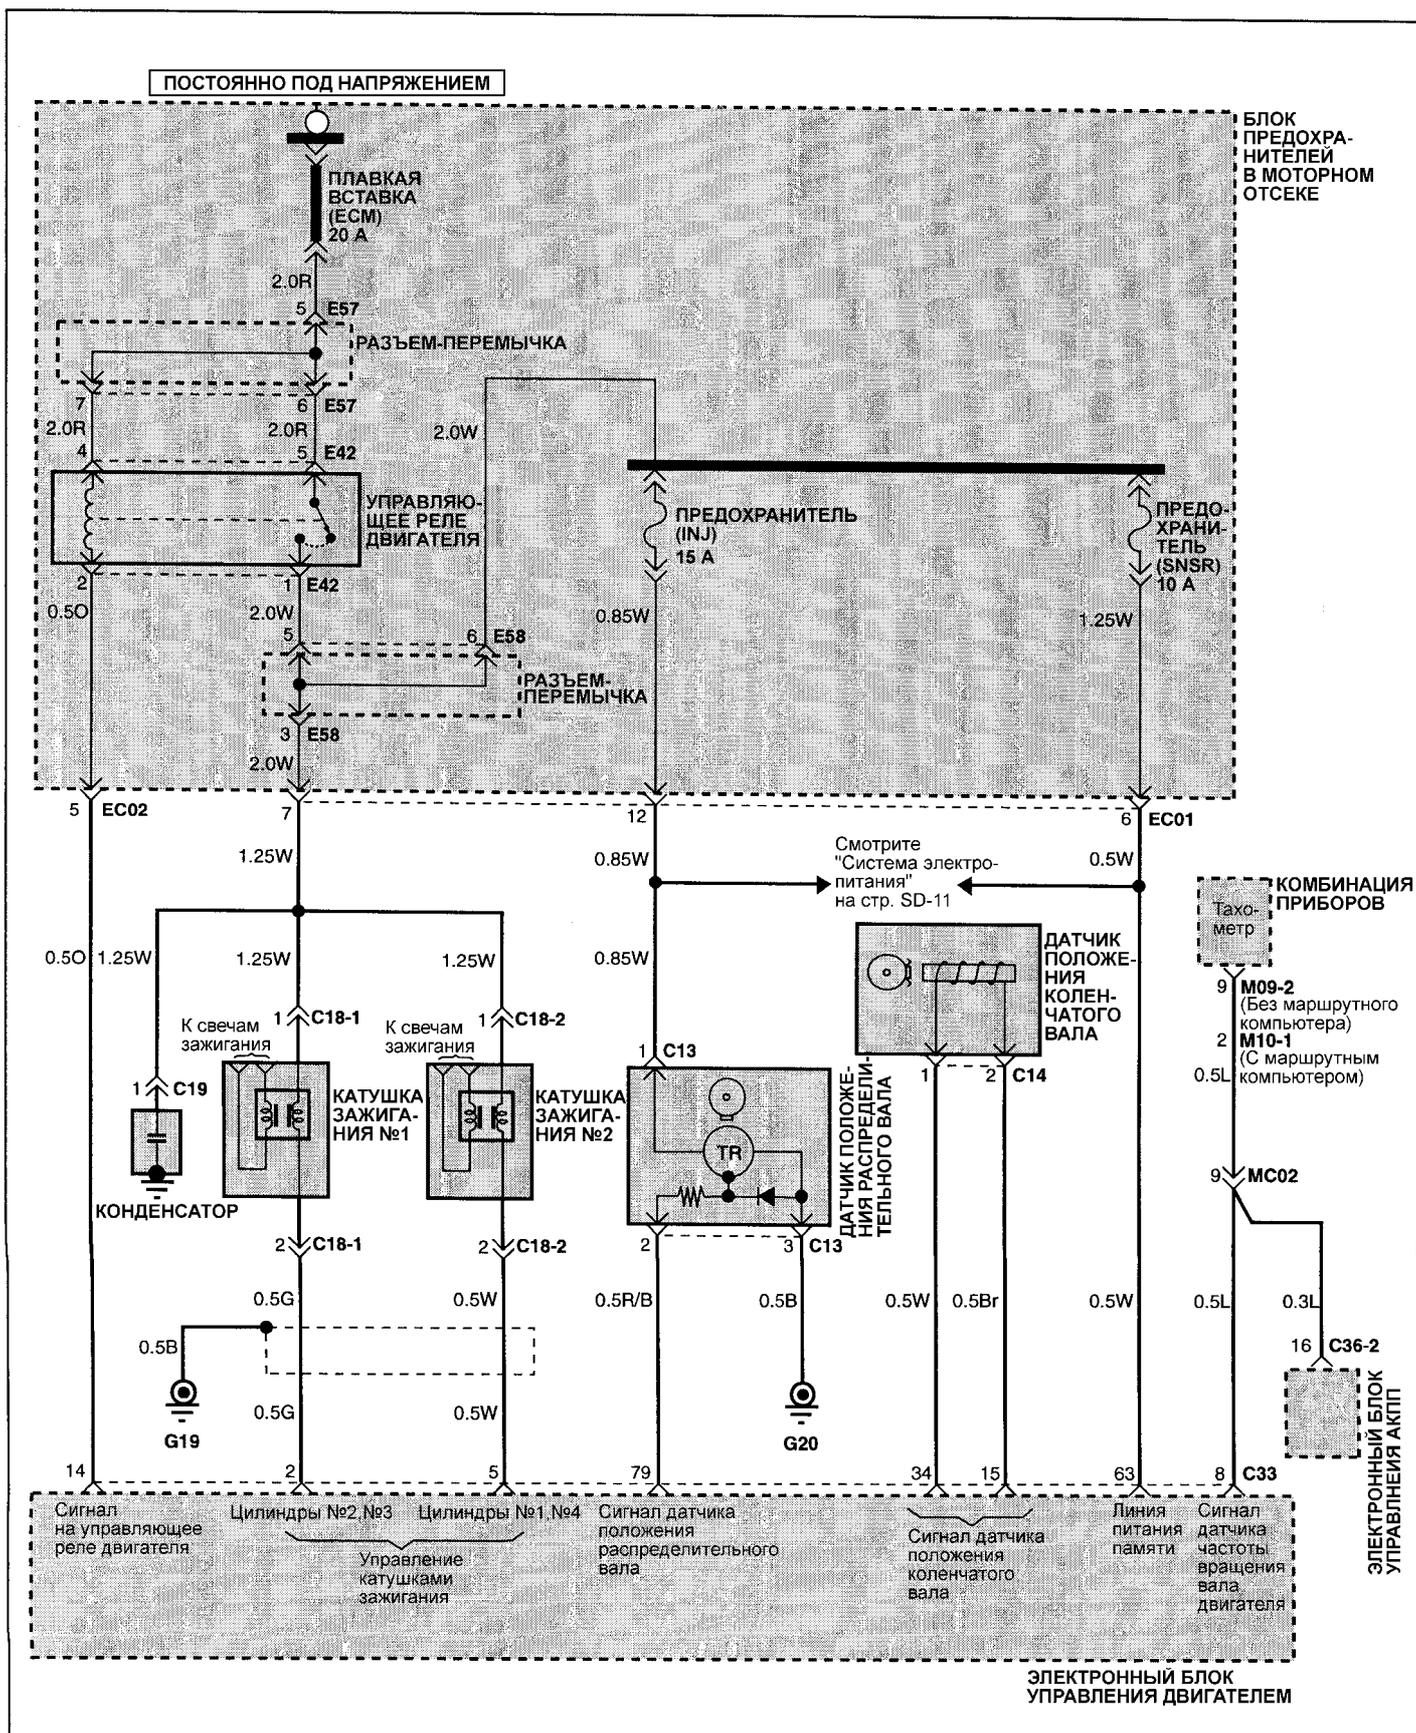 ПОСТОЯННО ПОД НАПРЯЖЕНИЕМ
БЛОК
ПРЕДОХРА-
НИТЕЛЕЙ
В МОТОРНОМ
ОТСЕКЕ
ПЛАВКАЯ
ВСТАВКА
(ECM)
20 А
2.0R
5 E57
РАЗЪЕМ-ПЕРЕМЫЧКА
7
6 E57
2.0R
2.0R
2.0W
4
5 E42
УПРАВЛЯЮ-
ЩЕЕ РЕЛЕ
ДВИГАТЕЛЯ
ПРЕДОХРАНИТЕЛЬ
(INJ)
15 А
ПРЕДО-
ХРАНИ-
ТЕЛЬ
(SNSR)
10 А
2
1 E42
0.5O
2.0W
0.85W
1.25W
5
6 E58
РАЗЪЕМ-
ПЕРЕМЫЧКА
3 E58
2.0W
5 EC02
7
12
6 EC01
1.25W
0.85W
Смотрите
"Система электро-
питания"
на стр. SD-11
0.5W
КОМБИНАЦИЯ
ПРИБОРОВ
Тахо-
метр
0.5O
1.25W
1.25W
1.25W
0.85W
ДАТЧИК
ПОЛОЖЕ-
НИЯ
КОЛЕН-
ЧАТОГО
ВАЛА
9 M09-2
(Без маршрутного
компьютера)
2 M10-1
(С маршрутным
компьютером)
0.5L
К свечам
зажигания
1 C18-1
К свечам
зажигания
1 C18-2
1 C13
1
2 C14
1 C19
КАТУШКА
ЗАЖИГА-
НИЯ №1
КАТУШКА
ЗАЖИГА-
НИЯ №2
TR
ДАТЧИК ПОЛОЖЕ-
НИЯ РАСПРЕДЕЛИ-
ТЕЛЬНОГО ВАЛА
КОНДЕНСАТОР
9 MC02
2 C18-1
2 C18-2
2
3 C13
0.5G
0.5W
0.5R/B
0.5B
0.5W
0.5Br
0.5W
0.5L
0.3L
0.5B
16 C36-2
G19
0.5G
0.5W
G20
ЭЛЕКТРОННЫЙ БЛОК
УПРАВЛНЕИЯ АКПП
14
2
5
79
34
15
63
8 C33
Сигнал
на управляющее
реле двигателя
Цилиндры №2,№3
Цилиндры №1,№4
Управление
катушками
зажигания
Сигнал датчика
положения
распределительного
вала
Сигнал датчика
положения
коленчатого
вала
Линия
питания
памяти
Сигнал
датчика
частоты
вращения
вала
двигателя
ЭЛЕКТРОННЫЙ БЛОК
УПРАВЛЕНИЯ ДВИГАТЕЛЕМ